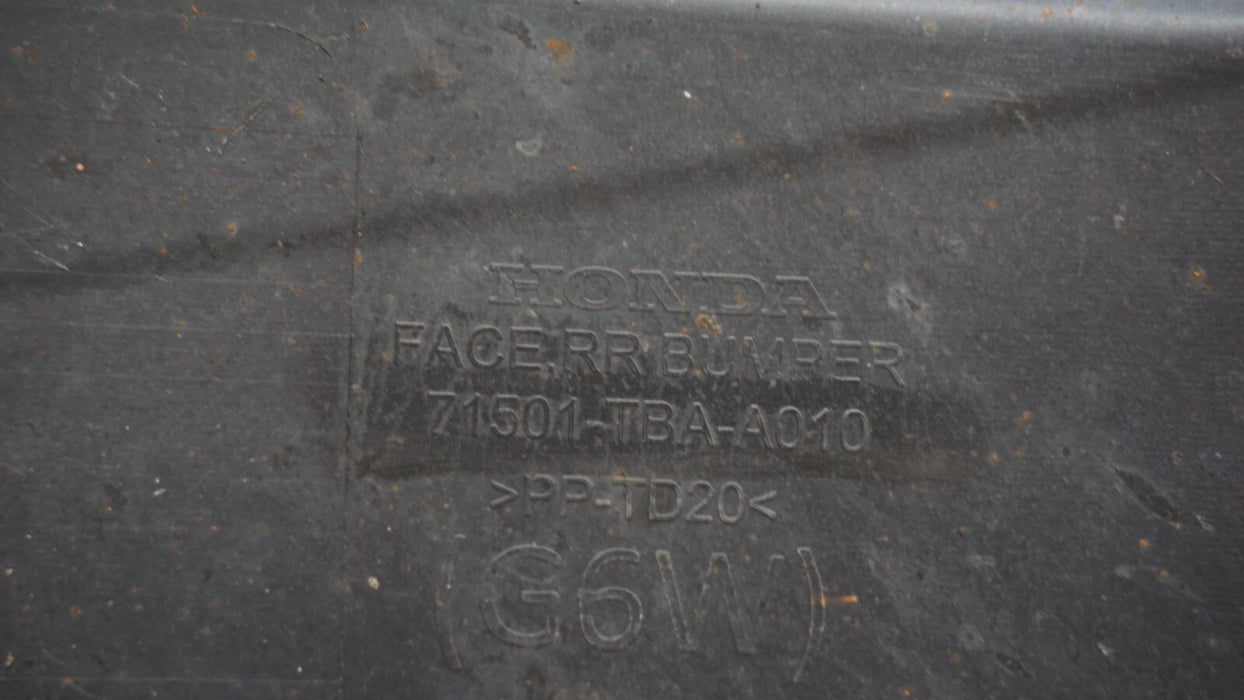 HONDA
FACE,RR BUMPER
71501-TBA-A010
>PP-TD20<
(G6W)